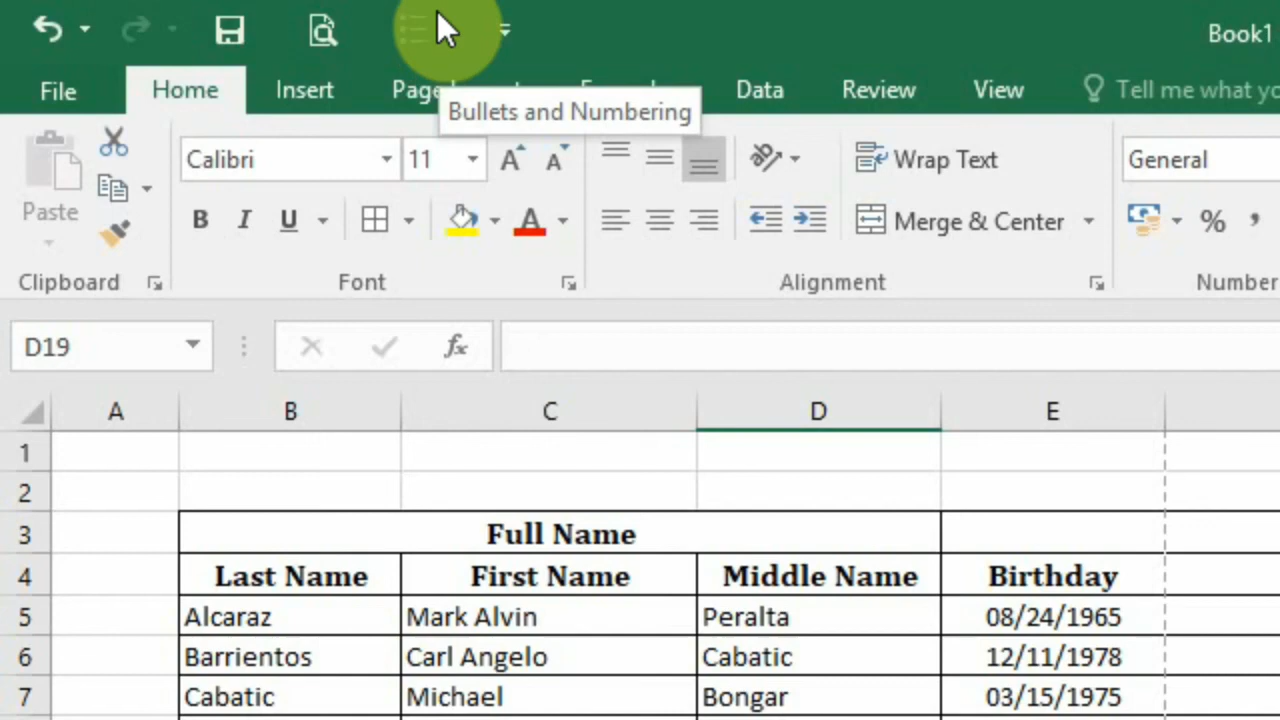 Book1
File Home Insert Data Review View Tell me what yo
Bullets and Numbering
Calibri 11 Wrap Text General
Paste B I U A Merge & Center % ,
Clipboard Font Alignment Number
D19 fx
A B C D E
1
2
3 Full Name
4 Last Name First Name Middle Name Birthday
5 Alcaraz Mark Alvin Peralta 08/24/1965
6 Barrientos Carl Angelo Cabatic 12/11/1978
7 Cabatic Michael Bongar 03/15/1975